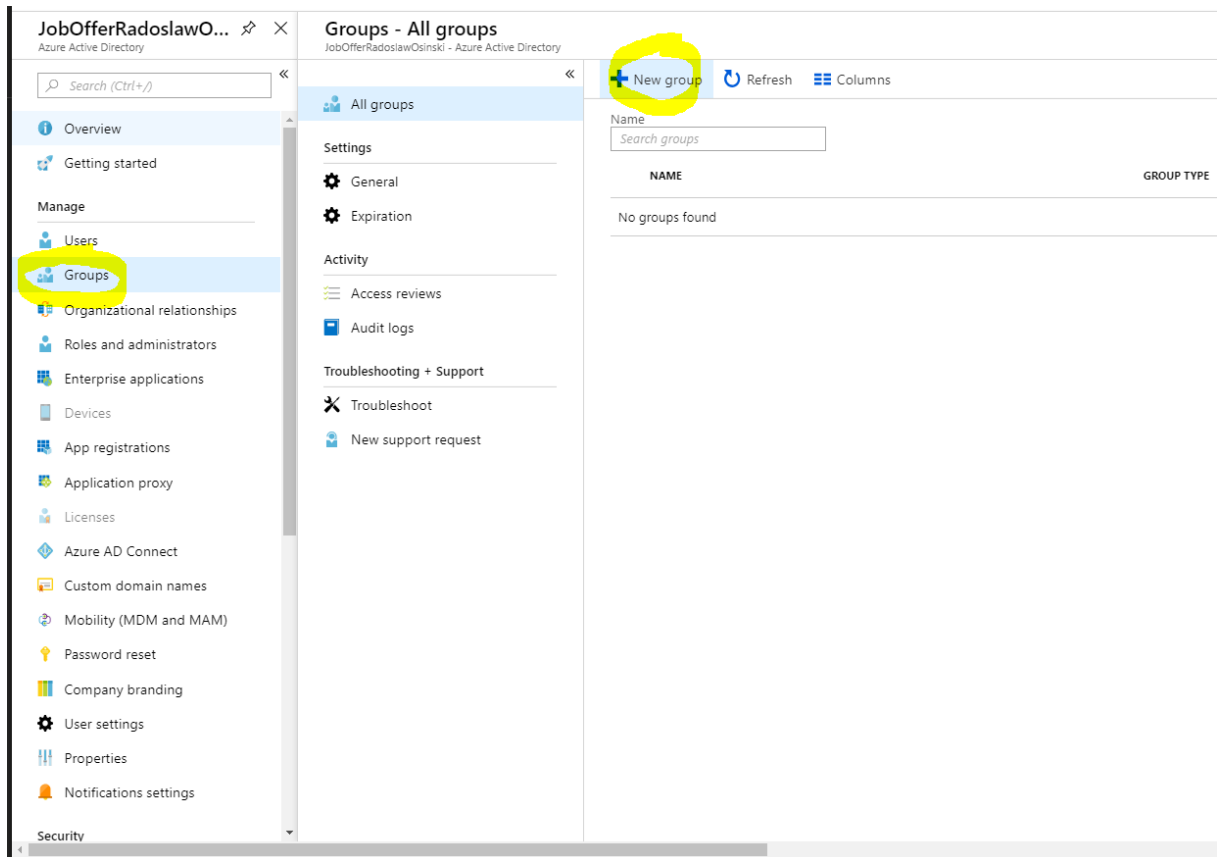 JobOfferRadoslawO...
Azure Active Directory
Search (Ctrl+/)
Overview
Getting started
Manage
Users
Groups
Organizational relationships
Roles and administrators
Enterprise applications
Devices
App registrations
Application proxy
Licenses
Azure AD Connect
Custom domain names
Mobility (MDM and MAM)
Password reset
Company branding
User settings
Properties
Notifications settings
Security
Groups - All groups
JobOfferRadoslawOsinski - Azure Active Directory
All groups
Settings
General
Expiration
Activity
Access reviews
Audit logs
Troubleshooting + Support
Troubleshoot
New support request
New group Refresh Columns
Name
Search groups
NAME GROUP TYPE
No groups found